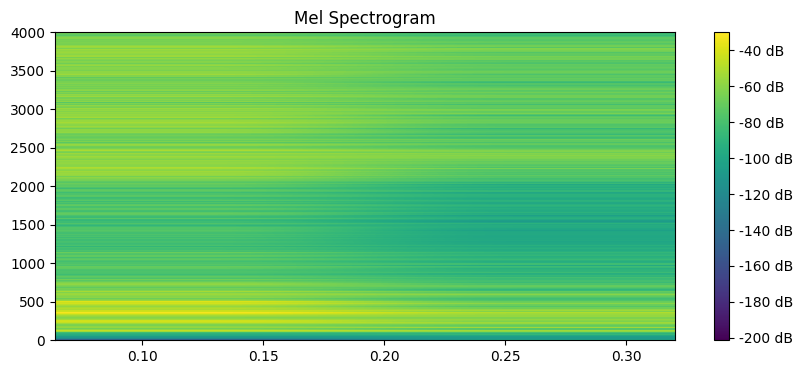 Mel Spectrogram
4000
3500
3000
2500
2000
1500
1000
500
0
0.10 0.15 0.20 0.25 0.30
-40 dB
-60 dB
-80 dB
-100 dB
-120 dB
-140 dB
-160 dB
-180 dB
-200 dB